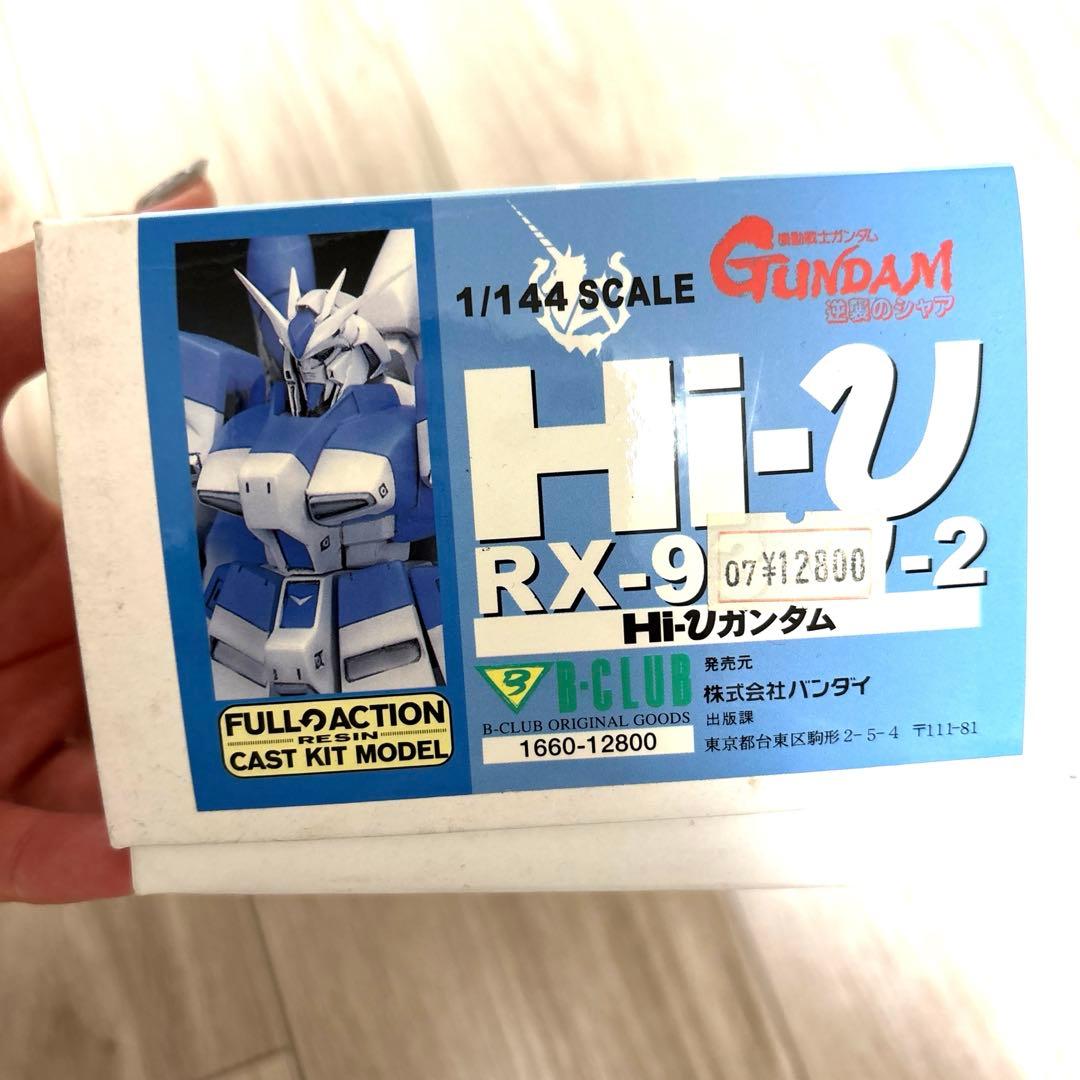 1/144 SCALE
機動戦士ガンダム
GUNDAM
逆襲のシャア
Hi-ν
RX-9
-2
07¥12800
Hi-νガンダム
FULL ACTION
RESIN
CAST KIT MODEL
B-CLUB
B-CLUB ORIGINAL GOODS
1660-12800
発売元
株式会社バンダイ
出版課
東京都台東区駒形2-5-4 〒111-81